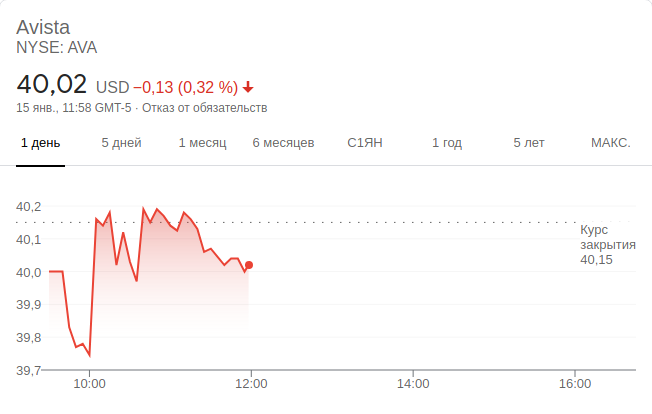 Avista
NYSE: AVA
40,02 USD −0,13 (0,32 %)
15 янв., 11:58 GMT-5 · Отказ от обязательств
1 день 5 дней 1 месяц 6 месяцев С1ЯН 1 год 5 лет МАКС.
40,2
40,1
40,0
39,9
39,8
39,7
Курс
закрытия
40,15
10:00 12:00 14:00 16:00